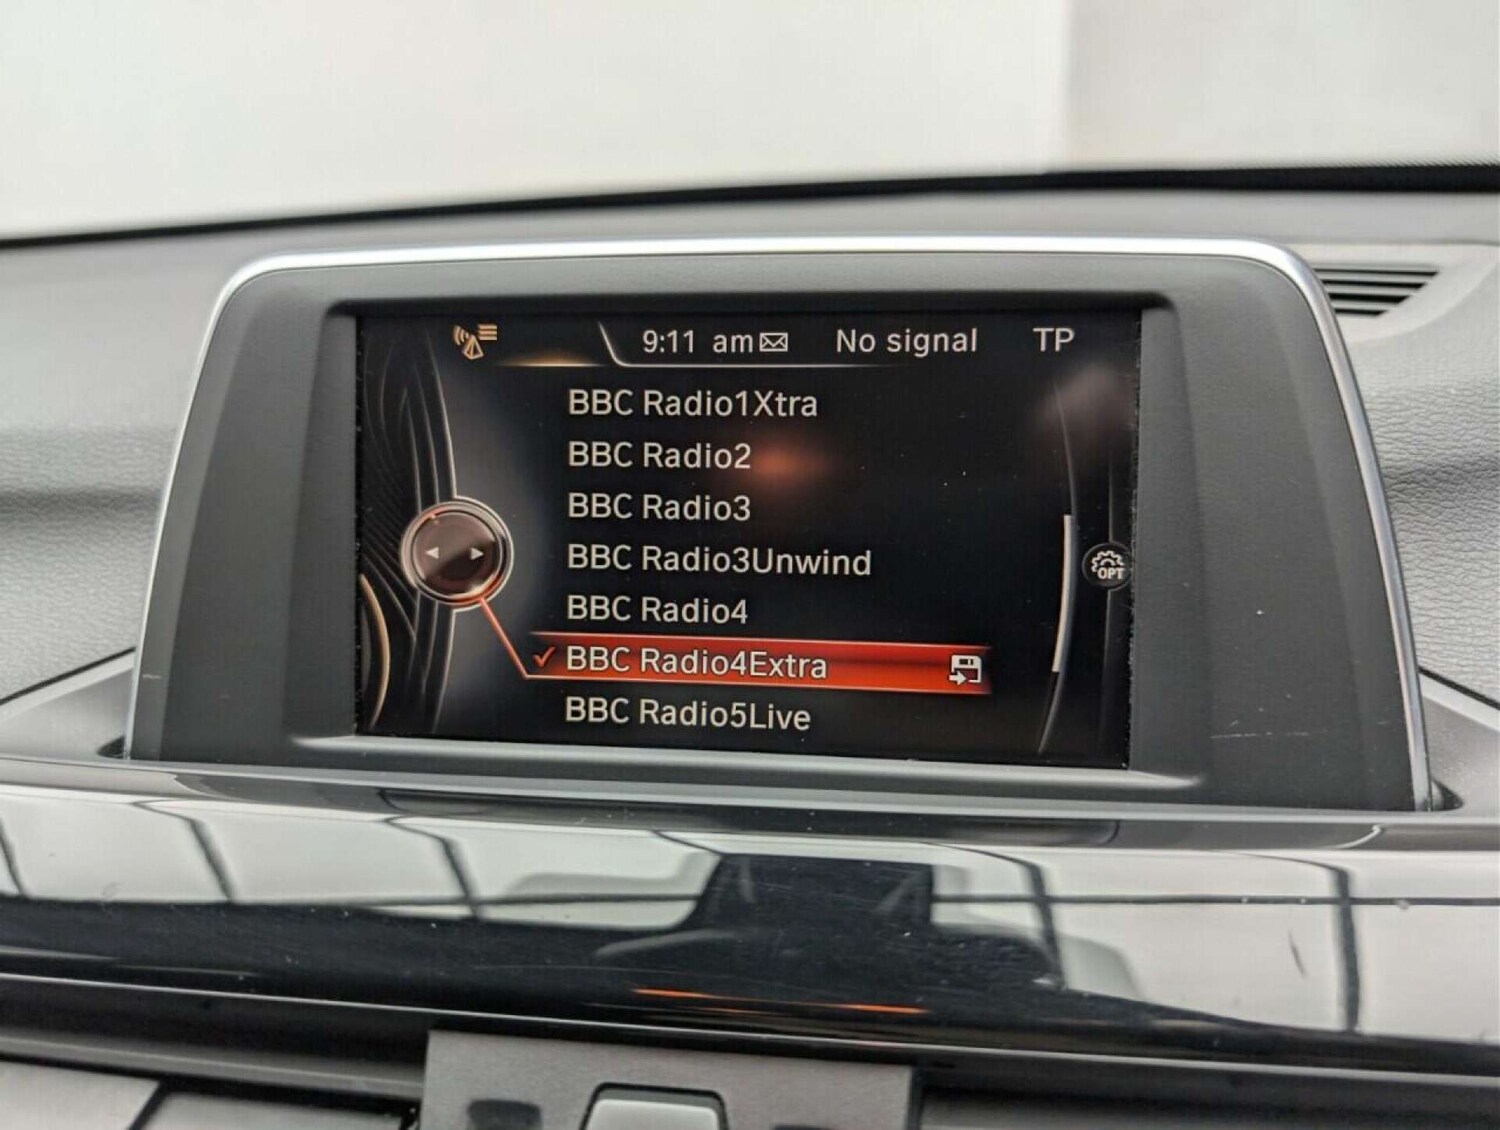 9:11 am No signal TP
BBC Radio1Xtra
BBC Radio2
BBC Radio3
BBC Radio3Unwind
OPT
BBC Radio4
BBC Radio4Extra
BBC Radio5Live